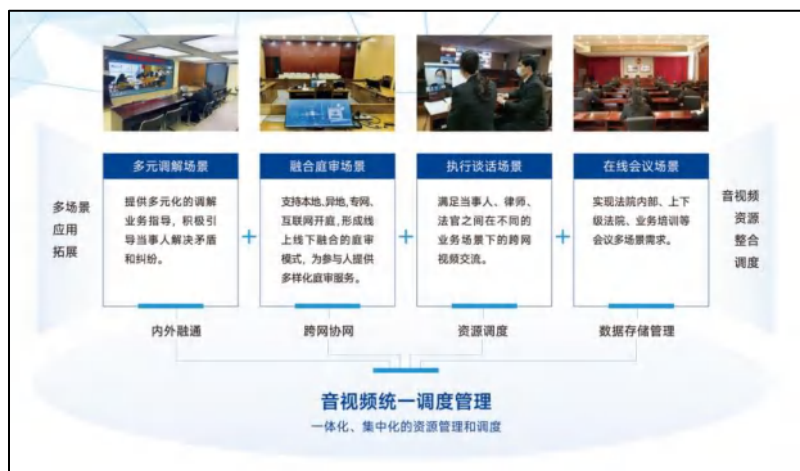 多元调解场景
融合庭审场景
执行谈话场景
在线会议场景
多场景
应用
拓展
提供多元化的调解
业务指导，积极引
导当事人解决矛盾
和纠纷。
支持本地、异地、专网、
互联网开庭，形成线
上线下融合的庭审
模式，为参与人提供
多样化庭审服务。
满足当事人、律师、
法官之间在不同的
业务场景下的跨网
视频交流。
实现法院内部、上下
级法院、业务培训等
会议多场景需求。
音视频
资源
整合
调度
内外融通
跨网协网
资源调度
数据存储管理
音视频统一调度管理
一体化、集中化的资源管理和调度